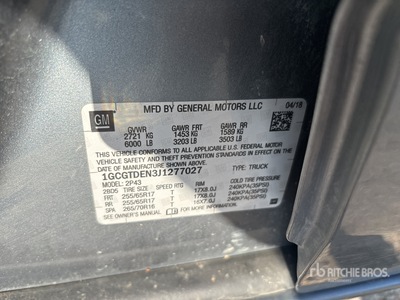 GM
MFD BY GENERAL MOTORS LLC 04/18
GVWR GAWR FRT GAWR RR
2721 KG 1453 KG 1589 KG
6000 LB 3203 LB 3503 LB
THIS VEHICLE CONFORMS TO ALL APPLICABLE U.S. FEDERAL MOTOR
VEHICLE SAFETY AND THEFT PREVENTION STANDARDS IN EFFECT ON THE
DATE OF MANUFACTURE SHOWN ABOVE.
1GCGTDEN3J1277027 TYPE: TRUCK
MODEL: 2P43
TIRE SIZE SPEED RTG RIM COLD TIRE PRESSURE
FRT 255/65R17 T 17X8.0J 240KPA(35PSI)
RR 255/65R17 T 17X8.0J 240KPA(35PSI)
SPA 265/70R16 T 16X7.0J 240KPA(35PSI)
SEE OWNER'S MANUAL FOR MORE INFORMATION
RITCHIE BROS.